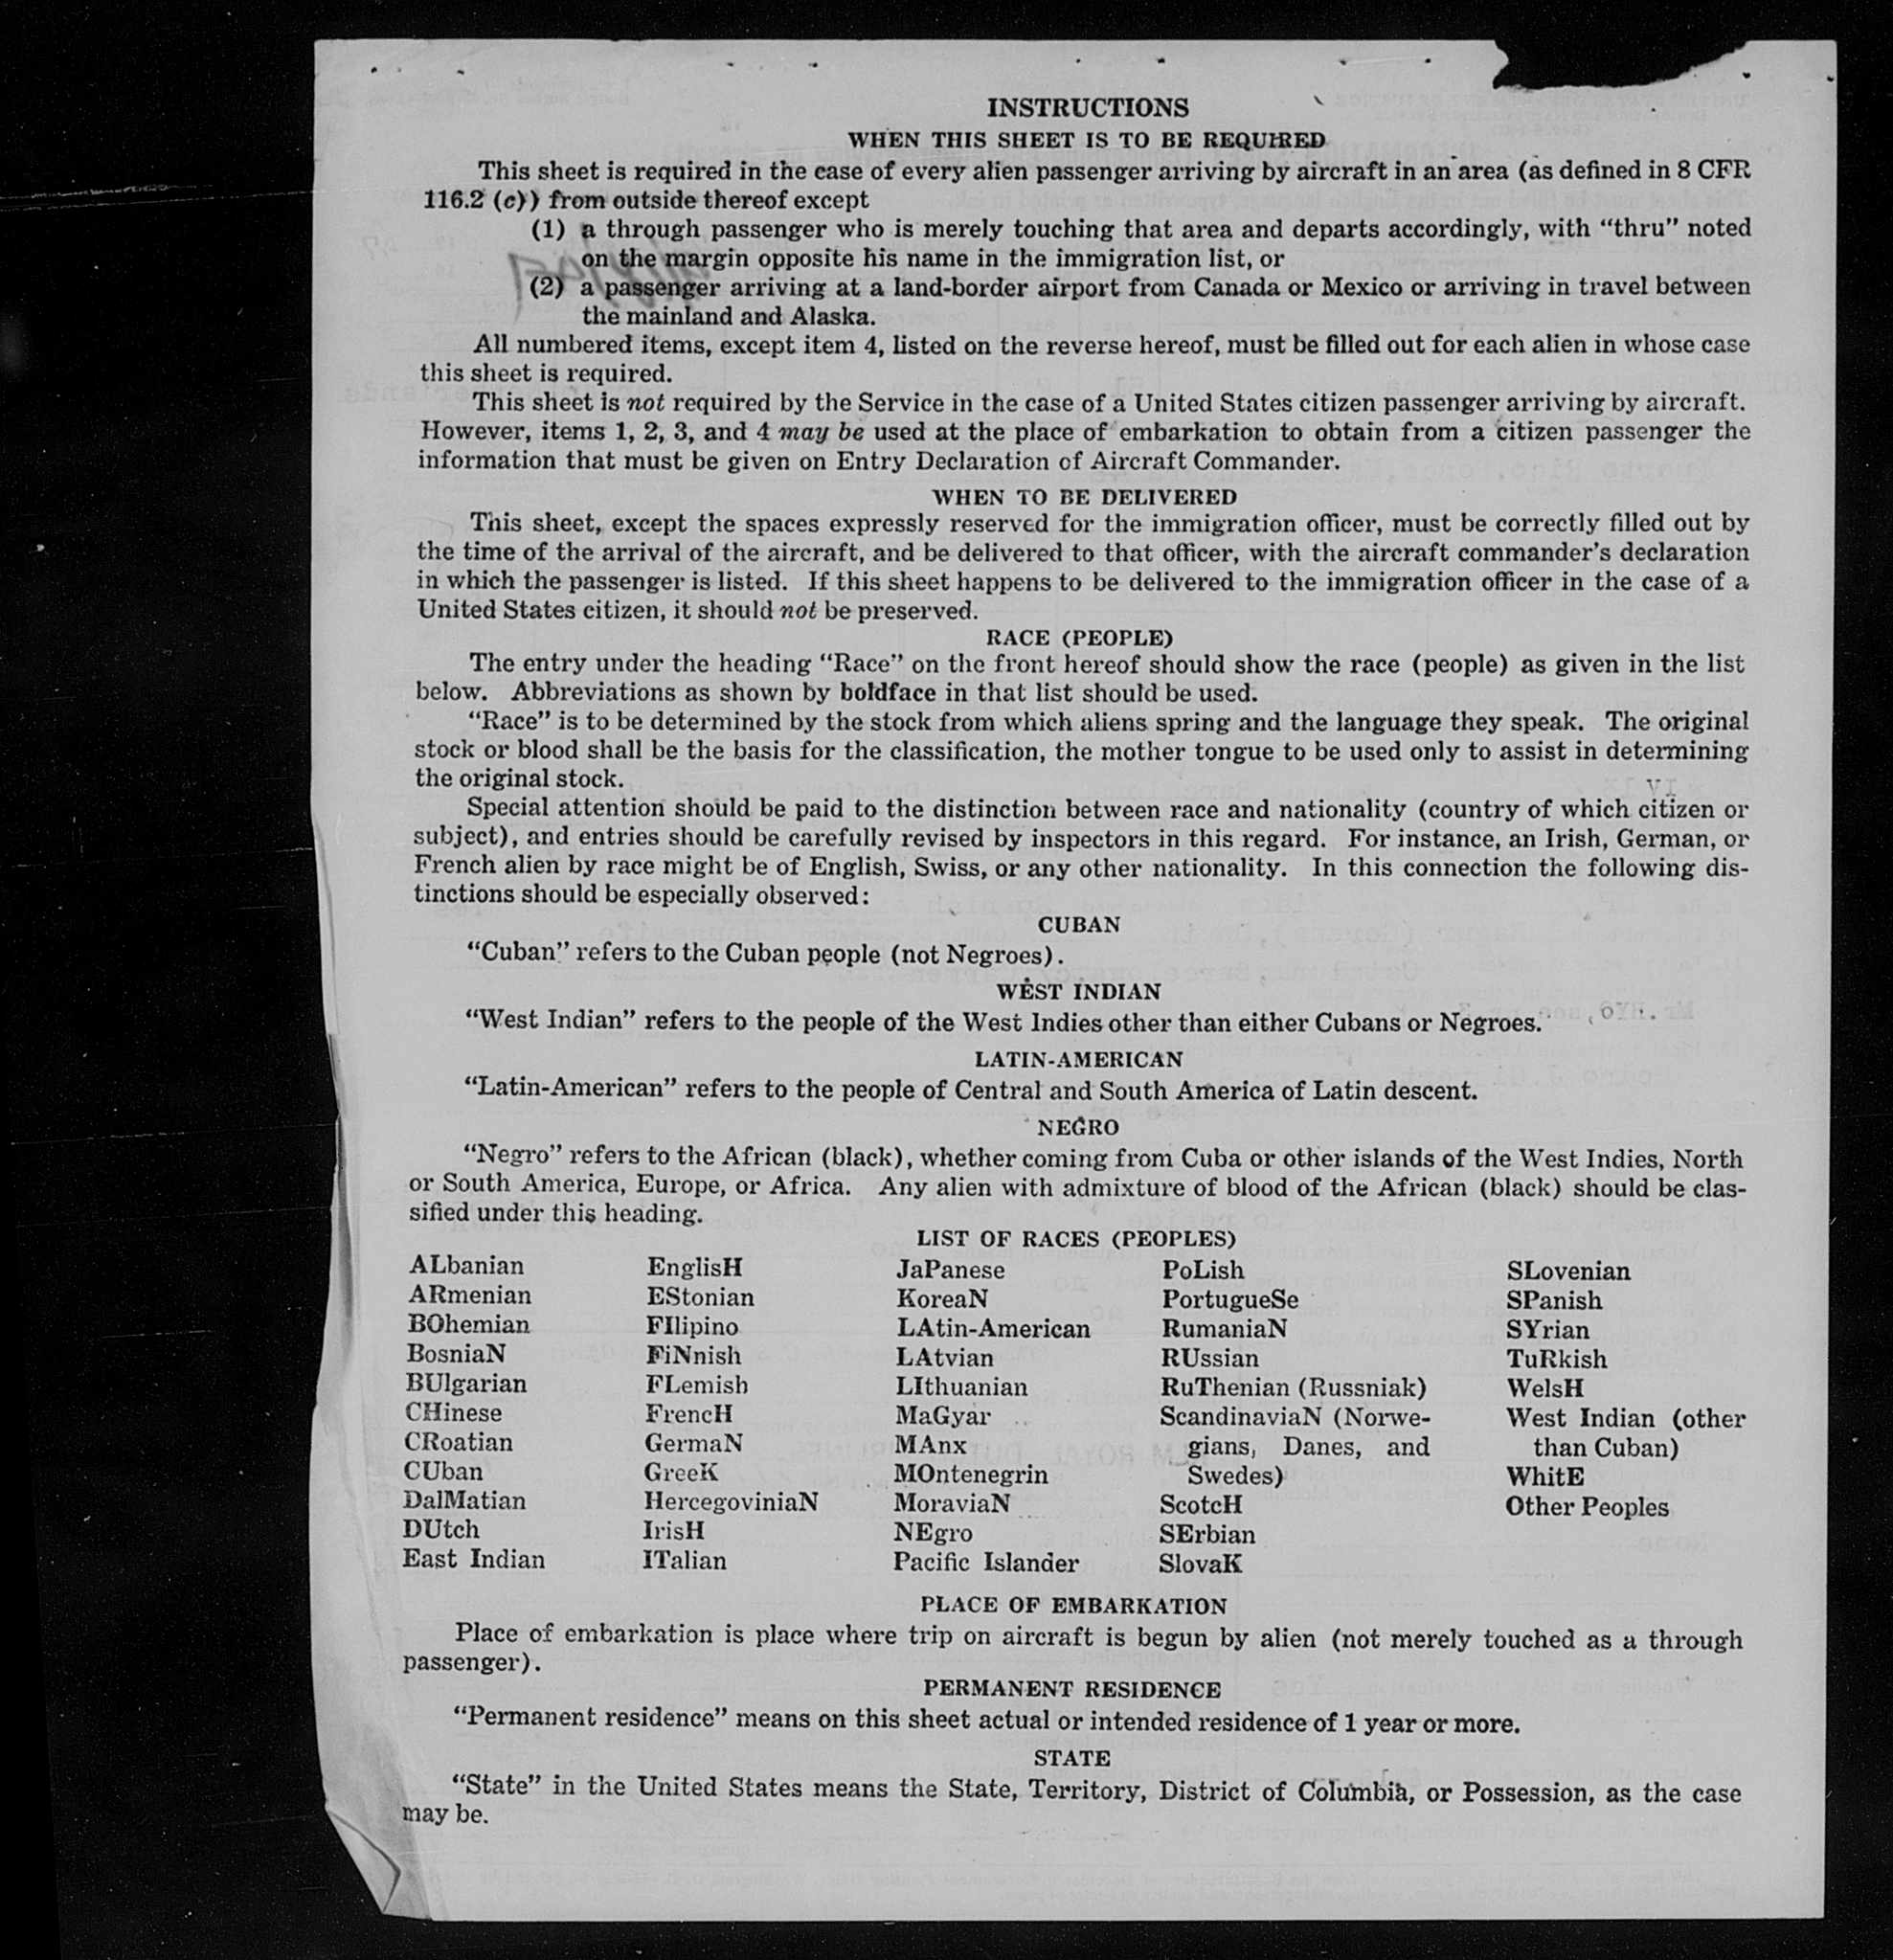 INSTRUCTIONS
WHEN THIS SHEET IS TO BE REQUIRED
This sheet is required in the case of every alien passenger arriving by aircraft in an area (as defined in 8 CFR
116.2 (c)) from outside thereof except
(1) a through passenger who is merely touching that area and departs accordingly, with “thru” noted
on the margin opposite his name in the immigration list, or
(2) a passenger arriving at a land-border airport from Canada or Mexico or arriving in travel between
the mainland and Alaska.
All numbered items, except item 4, listed on the reverse hereof, must be filled out for each alien in whose case
this sheet is required.
This sheet is not required by the Service in the case of a United States citizen passenger arriving by aircraft.
However, items 1, 2, 3, and 4 may be used at the place of embarkation to obtain from a citizen passenger the
information that must be given on Entry Declaration of Aircraft Commander.
WHEN TO BE DELIVERED
This sheet, except the spaces expressly reserved for the immigration officer, must be correctly filled out by
the time of the arrival of the aircraft, and be delivered to that officer, with the aircraft commander’s declaration
in which the passenger is listed. If this sheet happens to be delivered to the immigration officer in the case of a
United States citizen, it should not be preserved.
RACE (PEOPLE)
The entry under the heading “Race” on the front hereof should show the race (people) as given in the list
below. Abbreviations as shown by boldface in that list should be used.
“Race” is to be determined by the stock from which aliens spring and the language they speak. The original
stock or blood shall be the basis for the classification, the mother tongue to be used only to assist in determining
the original stock.
Special attention should be paid to the distinction between race and nationality (country of which citizen or
subject), and entries should be carefully revised by inspectors in this regard. For instance, an Irish, German, or
French alien by race might be of English, Swiss, or any other nationality. In this connection the following dis-
tinctions should be especially observed:
CUBAN
“Cuban” refers to the Cuban people (not Negroes).
WEST INDIAN
“West Indian” refers to the people of the West Indies other than either Cubans or Negroes.
LATIN-AMERICAN
“Latin-American” refers to the people of Central and South America of Latin descent.
NEGRO
“Negro” refers to the African (black), whether coming from Cuba or other islands of the West Indies, North
or South America, Europe, or Africa. Any alien with admixture of blood of the African (black) should be clas-
sified under this heading.
LIST OF RACES (PEOPLES)
ALbanian
ARmenian
BOhemian
BosniaN
BUlgarian
CHinese
CRoatian
CUban
DalMatian
DUtch
East Indian
EnglisH
EStonian
FIlipino
FiNnish
FLemish
FrencH
GermaN
GreeK
HercegoviniaN
IrisH
ITalian
JaPanese
KoreaN
LAtin-American
LAtvian
LIthuanian
MaGyar
MAnx
MOntenegrin
MoraviaN
NEgro
Pacific Islander
PoLish
PortugueSe
RumaniaN
RUssian
RuThenian (Russniak)
ScandinaviaN (Norwe-
gians, Danes, and
Swedes)
ScotcH
SErbian
SlovaK
SLovenian
SPanish
SYrian
TuRkish
WelsH
West Indian (other
than Cuban)
WhitE
Other Peoples
PLACE OF EMBARKATION
Place of embarkation is place where trip on aircraft is begun by alien (not merely touched as a through
passenger).
PERMANENT RESIDENCE
“Permanent residence” means on this sheet actual or intended residence of 1 year or more.
STATE
“State” in the United States means the State, Territory, District of Columbia, or Possession, as the case
may be.